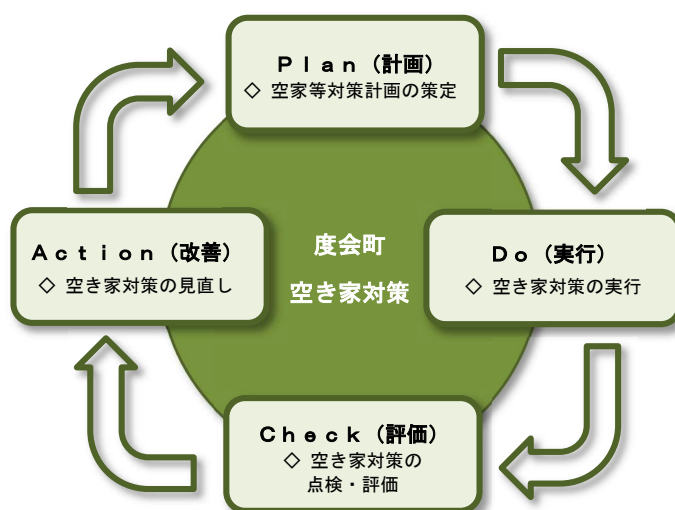 Plan（計画）
◇ 空家等対策計画の策定
Action（改善）
◇ 空き家対策の見直し
度会町
空き家対策
Do（実行）
◇ 空き家対策の実行
Check（評価）
◇ 空き家対策の
点検・評価